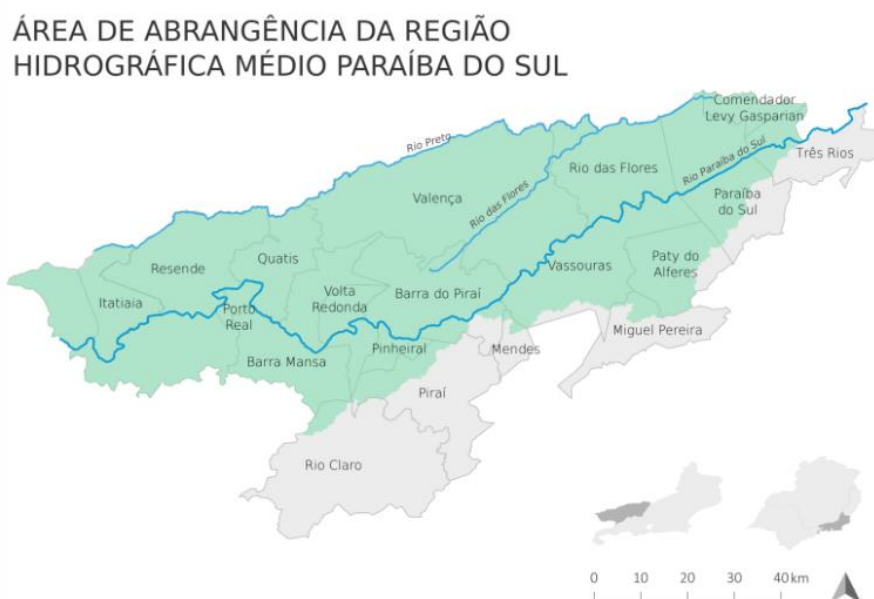 ÁREA DE ABRANGÊNCIA DA REGIÃO
HIDROGRÁFICA MÉDIO PARAÍBA DO SUL
Comendador
Levy Gasparian
Rio Preto
Três Rios
Rio Paraíba do Sul
Rio das Flores
Valença
Rio das Flores
Paraíba
do Sul
Quatis
Resende
Vassouras
Paty do
Alferes
Itatiaia
Volta
Redonda
Barra do Piraí
Porto
Real
Miguel Pereira
Pinheiral
Mendes
Barra Mansa
Piraí
Rio Claro
0 10 20 30 40 km